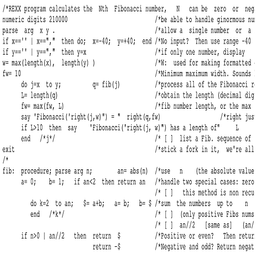 /*REXX program calculates the Nth Fibonacci number, N can be zero or neg
numeric digits 210000 /*be able to handle ginormous nu
parse arg x y . /*allow a single number or a
if x=='' | x=="," then do; x=-40; y=+40; end /*No input? Then use range -40
if y=='' | y=="," then y=x /*if only one number, display
w= max(length(x), length(y) ) /*W: used for making formatted
fw= 10 /*Minimum maximum width. Sounds
do j=x to y; q= fib(j) /*process all of the Fibonacci r
L= length(q) /*obtain the length (decimal dig
fw= max(fw, L) /*fib number length, or the max
say 'Fibonacci('right(j,w)") = " right(q,fw) /*right jus
if L>10 then say 'Fibonacci('right(j, w)") has a length of" L
end /*j*/ /* [↑] list a Fib. sequence of
exit /*stick a fork in it, we're all
/*
fib: procedure; parse arg n; an= abs(n) /*use n (the absolute value
a= 0; b= 1; if an<2 then return an /*handle two special cases: zero
/* [↓] this method is non recu
do k=2 to an; $= a+b; a= b; b= $ /*sum the numbers up to n
end /*k*/ /* [↑] (only positive Fibs nums
/* [↓] an//2 [same as] (an/
if n>0 | an//2 then return $ /*Positive or even? Then retur
return -$ /*Negative and odd? Return negat